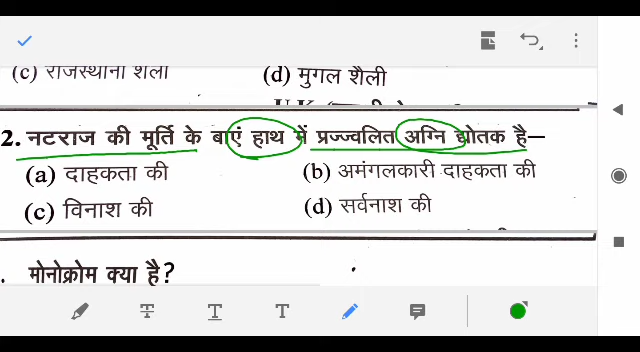 (c) राजस्थानी शैली (d) मुगल शैली
2. नटराज की मूर्ति के बाएं हाथ में प्रज्ज्वलित अग्नि द्योतक है—
(a) दाहकता की (b) अमंगलकारी दाहकता की
(c) विनाश की (d) सर्वनाश की
. मोनोक्रोम क्या है?
T T T